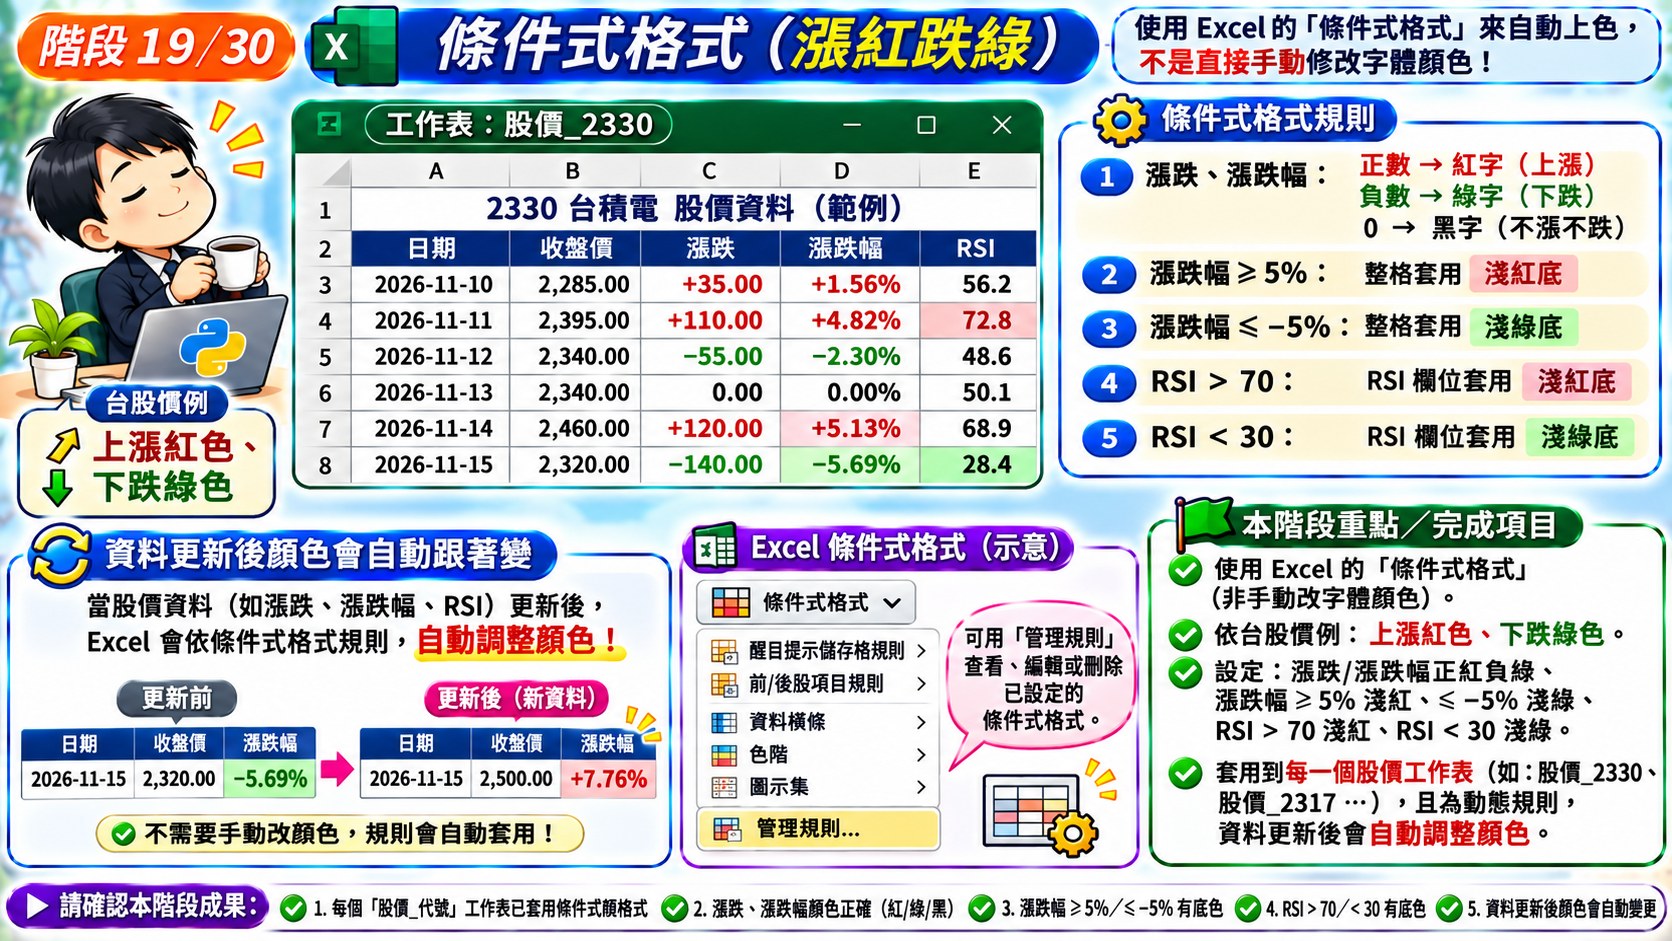 階段 19/30
X
條件式格式（漲紅跌綠）
使用 Excel 的「條件式格式」來自動上色，
不是直接手動修改字體顏色！
工作表：股價_2330
A B C D E
1 2330 台積電 股價資料（範例）
2 日期 收盤價 漲跌 漲跌幅 RSI
3 2026-11-10 2,285.00 +35.00 +1.56% 56.2
4 2026-11-11 2,395.00 +110.00 +4.82% 72.8
5 2026-11-12 2,340.00 −55.00 −2.30% 48.6
6 2026-11-13 2,340.00 0.00 0.00% 50.1
7 2026-11-14 2,460.00 +120.00 +5.13% 68.9
8 2026-11-15 2,320.00 −140.00 −5.69% 28.4
台股慣例
上漲紅色、
下跌綠色
條件式格式規則
1 漲跌、漲跌幅：
正數 → 紅字（上漲）
負數 → 綠字（下跌）
0 → 黑字（不漲不跌）
2 漲跌幅 ≥ 5%： 整格套用 淺紅底
3 漲跌幅 ≤ −5%： 整格套用 淺綠底
4 RSI > 70： RSI 欄位套用 淺紅底
5 RSI < 30： RSI 欄位套用 淺綠底
資料更新後顏色會自動跟著變
當股價資料（如漲跌、漲跌幅、RSI）更新後，
Excel 會依條件式格式規則，自動調整顏色！
更新前
日期 收盤價 漲跌幅
2026-11-15 2,320.00 −5.69%
更新後（新資料）
日期 收盤價 漲跌幅
2026-11-15 2,500.00 +7.76%
不需要手動改顏色，規則會自動套用！
Excel 條件式格式（示意）
條件式格式
醒目提示儲存格規則
前/後股項目規則
資料橫條
色階
圖示集
管理規則...
可用「管理規則」
查看、編輯或刪除
已設定的
條件式格式。
本階段重點／完成項目
使用 Excel 的「條件式格式」
（非手動改字體顏色）。
依台股慣例：上漲紅色、下跌綠色。
設定：漲跌/漲跌幅正紅負綠、
漲跌幅 ≥ 5% 淺紅、≤ −5% 淺綠、
RSI > 70 淺紅、RSI < 30 淺綠。
套用到每一個股價工作表（如：股價_2330、
股價_2317 …），且為動態規則，
資料更新後會自動調整顏色。
請確認本階段成果：
1. 每個「股價_代號」工作表已套用條件式顏格式
2. 漲跌、漲跌幅顏色正確（紅/綠/黑）
3. 漲跌幅 ≥ 5%／≤ −5% 有底色
4. RSI > 70／< 30 有底色
5. 資料更新後顏色會自動變更